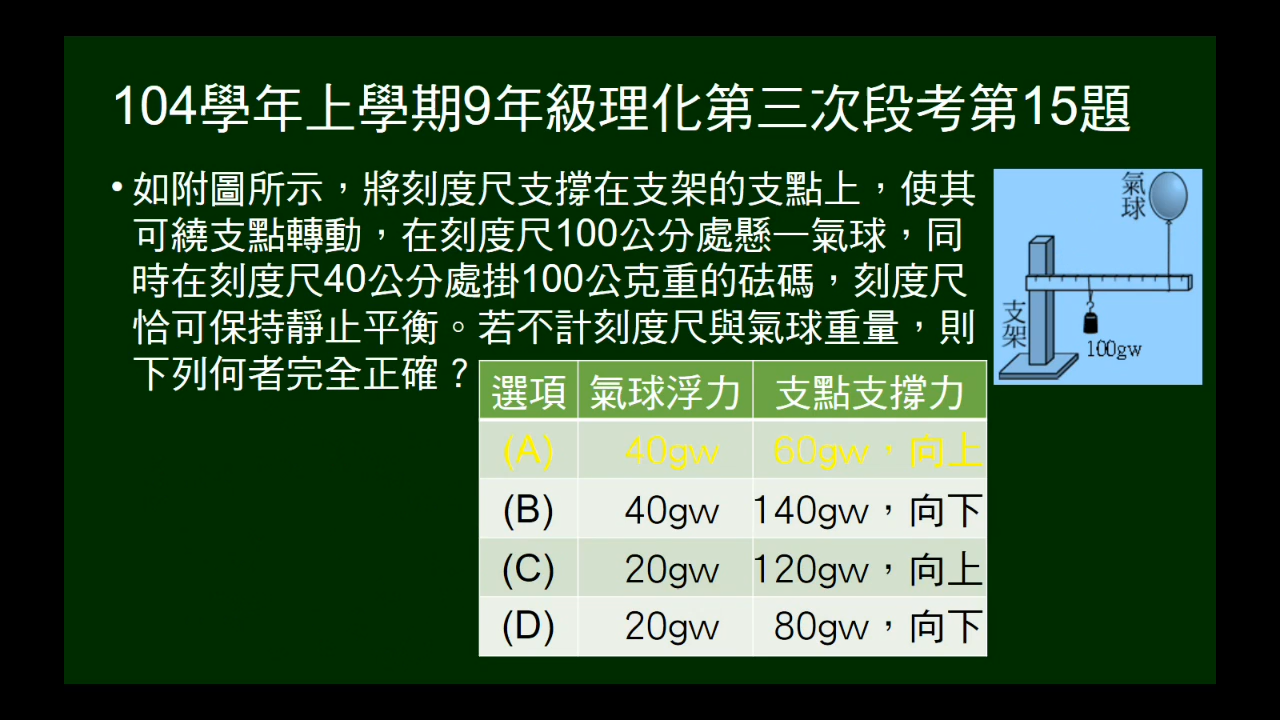 104學年上學期9年級理化第三次段考第15題
•如附圖所示，將刻度尺支撐在支架的支點上，使其
可繞支點轉動，在刻度尺100公分處懸一氣球，同
時在刻度尺40公分處掛100公克重的砝碼，刻度尺
恰可保持靜止平衡。若不計刻度尺與氣球重量，則
下列何者完全正確？
氣球
支架
100gw
選項 氣球浮力 支點支撐力
(A) 40gw 60gw，向上
(B) 40gw 140gw，向下
(C) 20gw 120gw，向上
(D) 20gw 80gw，向下